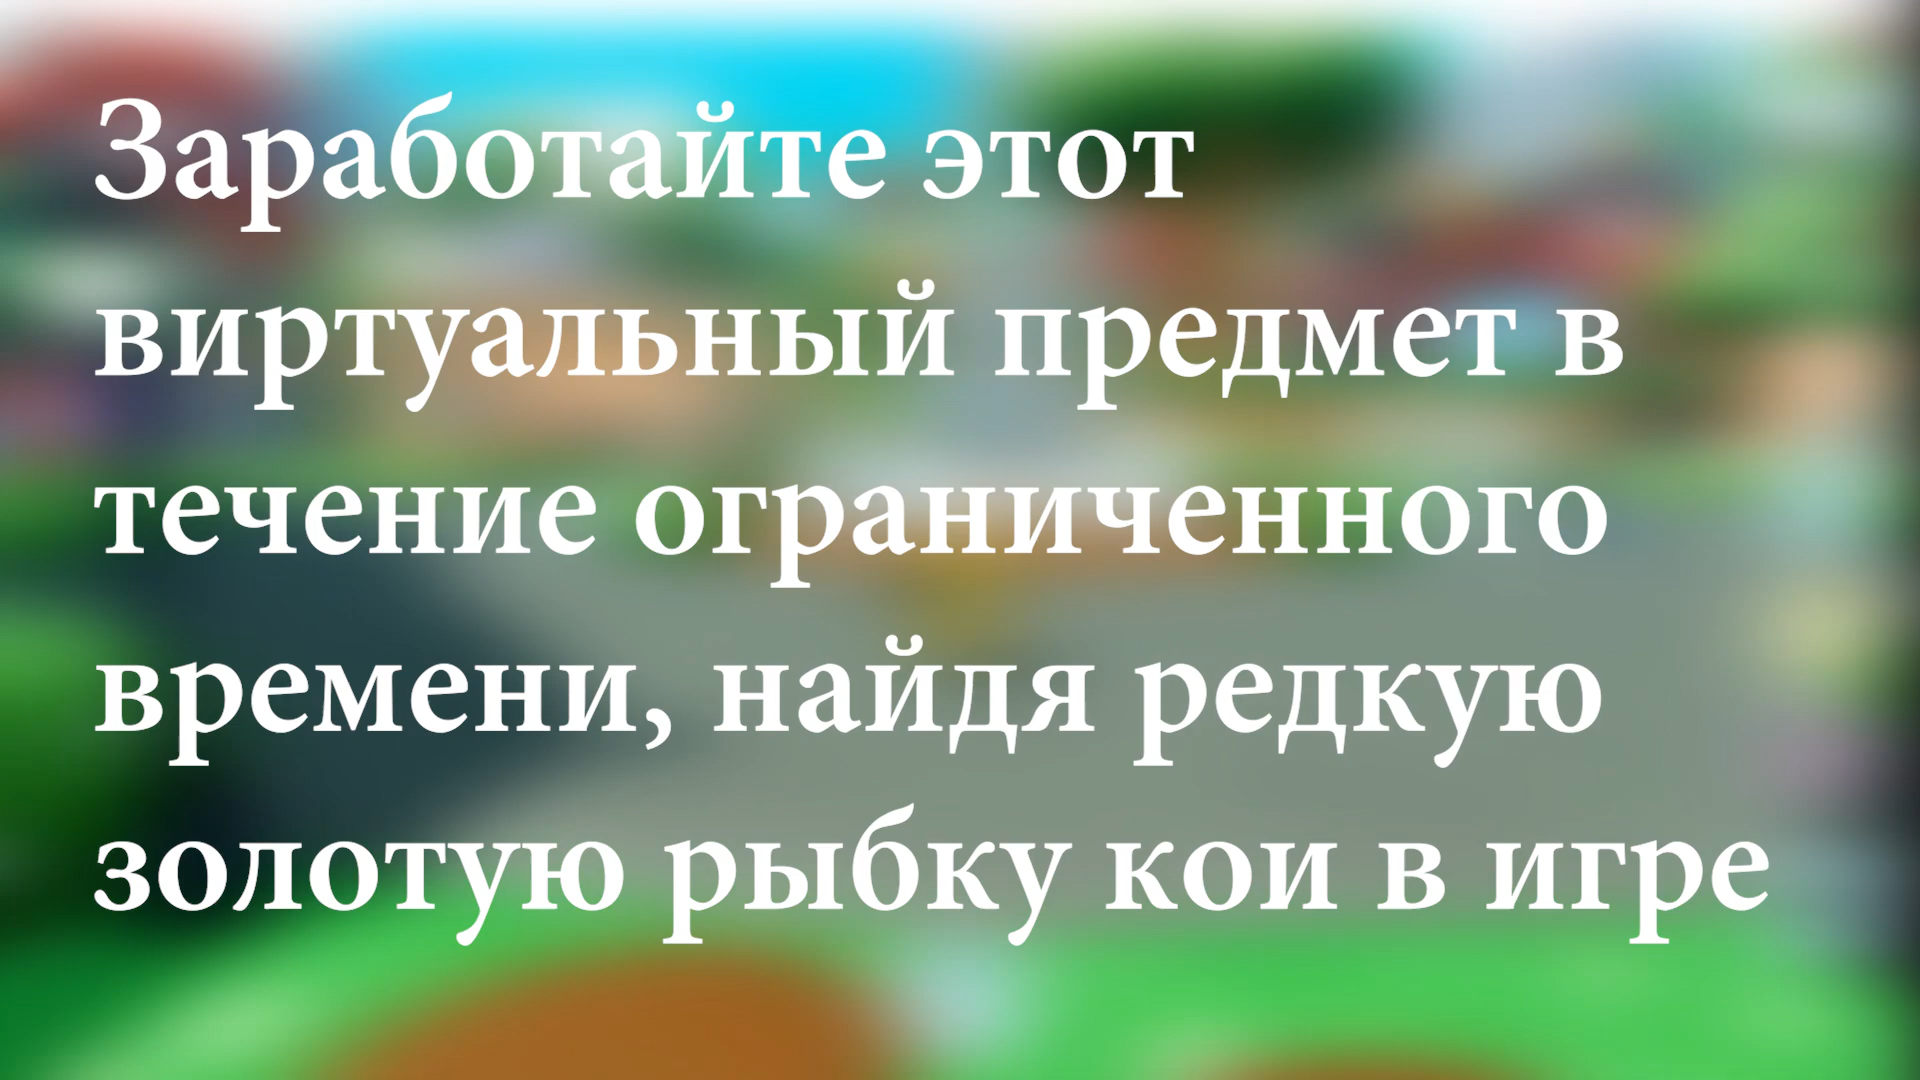 Заработайте этот
виртуальный предмет в
течение ограниченного
времени, найдя редкую
золотую рыбку кои в игре